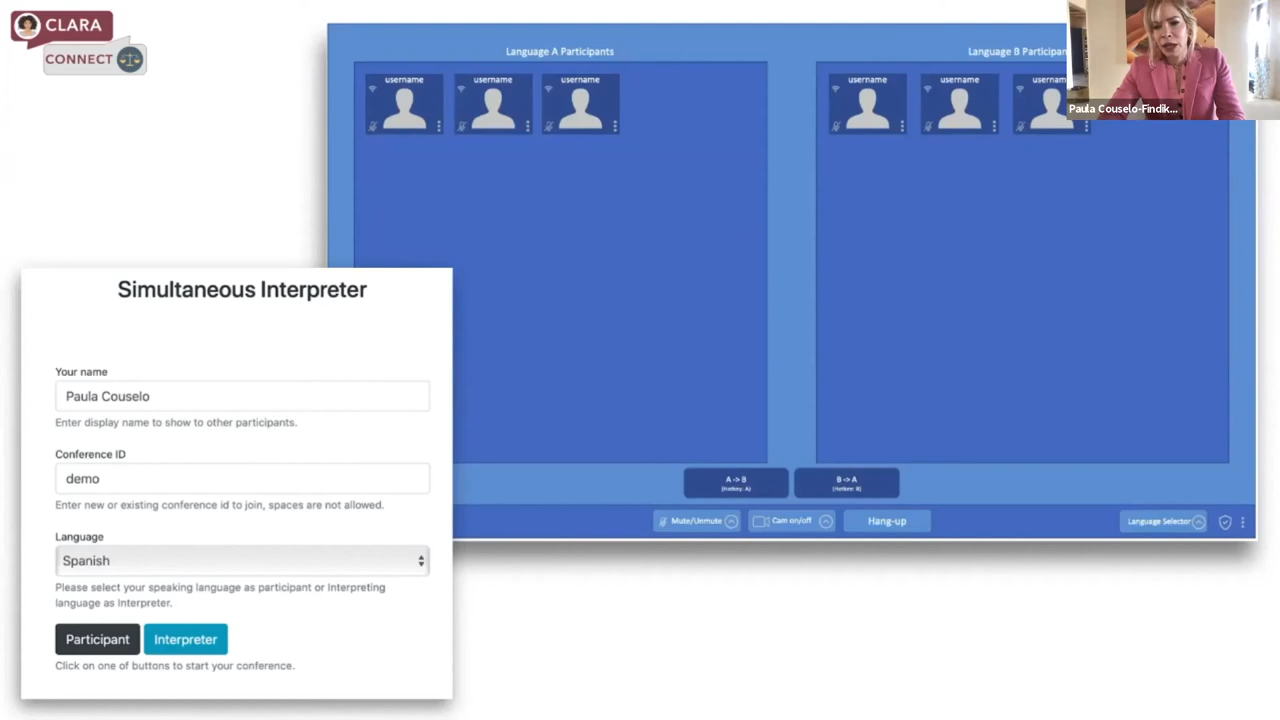 CLARA
CONNECT
Language A Participants
username
username
username
Language B Participan
username
username
usernam
Paula Couselo-Findik...
Simultaneous Interpreter
Your name
Paula Couselo
Enter display name to show to other participants.
Conference ID
demo
Enter new or existing conference id to join, spaces are not allowed.
Language
Spanish
Please select your speaking language as participant or Interpreting
language as Interpreter.
Participant
Interpreter
Click on one of buttons to start your conference.
A -> B
(Hotkey: A)
B -> A
(Hotkey: B)
Mute/Unmute
Cam on/off
Hang-up
Language Selector